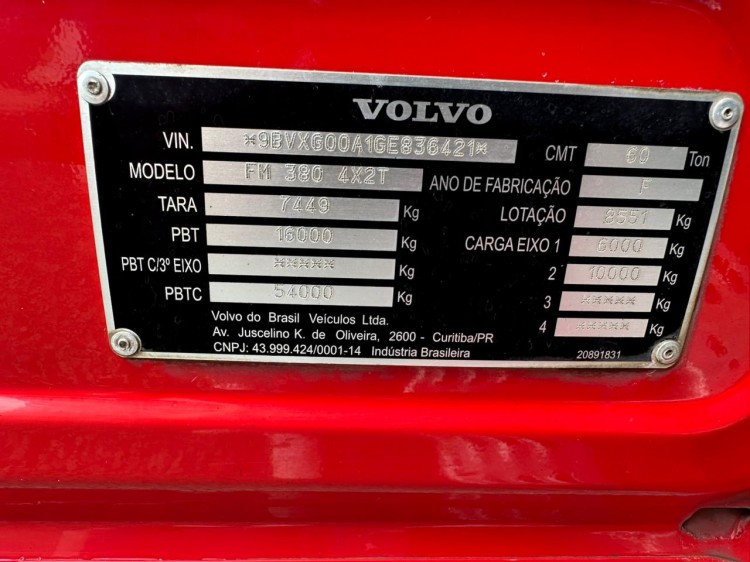 VOLVO
VIN. *9BVXG00A1GE836421* CMT 60 Ton
MODELO FM 380 4X2T ANO DE FABRICAÇÃO F
TARA 7449 Kg LOTAÇÃO 8551 Kg
PBT 16000 Kg CARGA EIXO 1 6000 Kg
PBT C/3º EIXO ***** Kg 2 10000 Kg
PBTC 54000 Kg 3 ***** Kg
4 ***** Kg
Volvo do Brasil Veículos Ltda.
Av. Juscelino K. de Oliveira, 2600 - Curitiba/PR
CNPJ: 43.999.424/0001-14 Indústria Brasileira 20891831